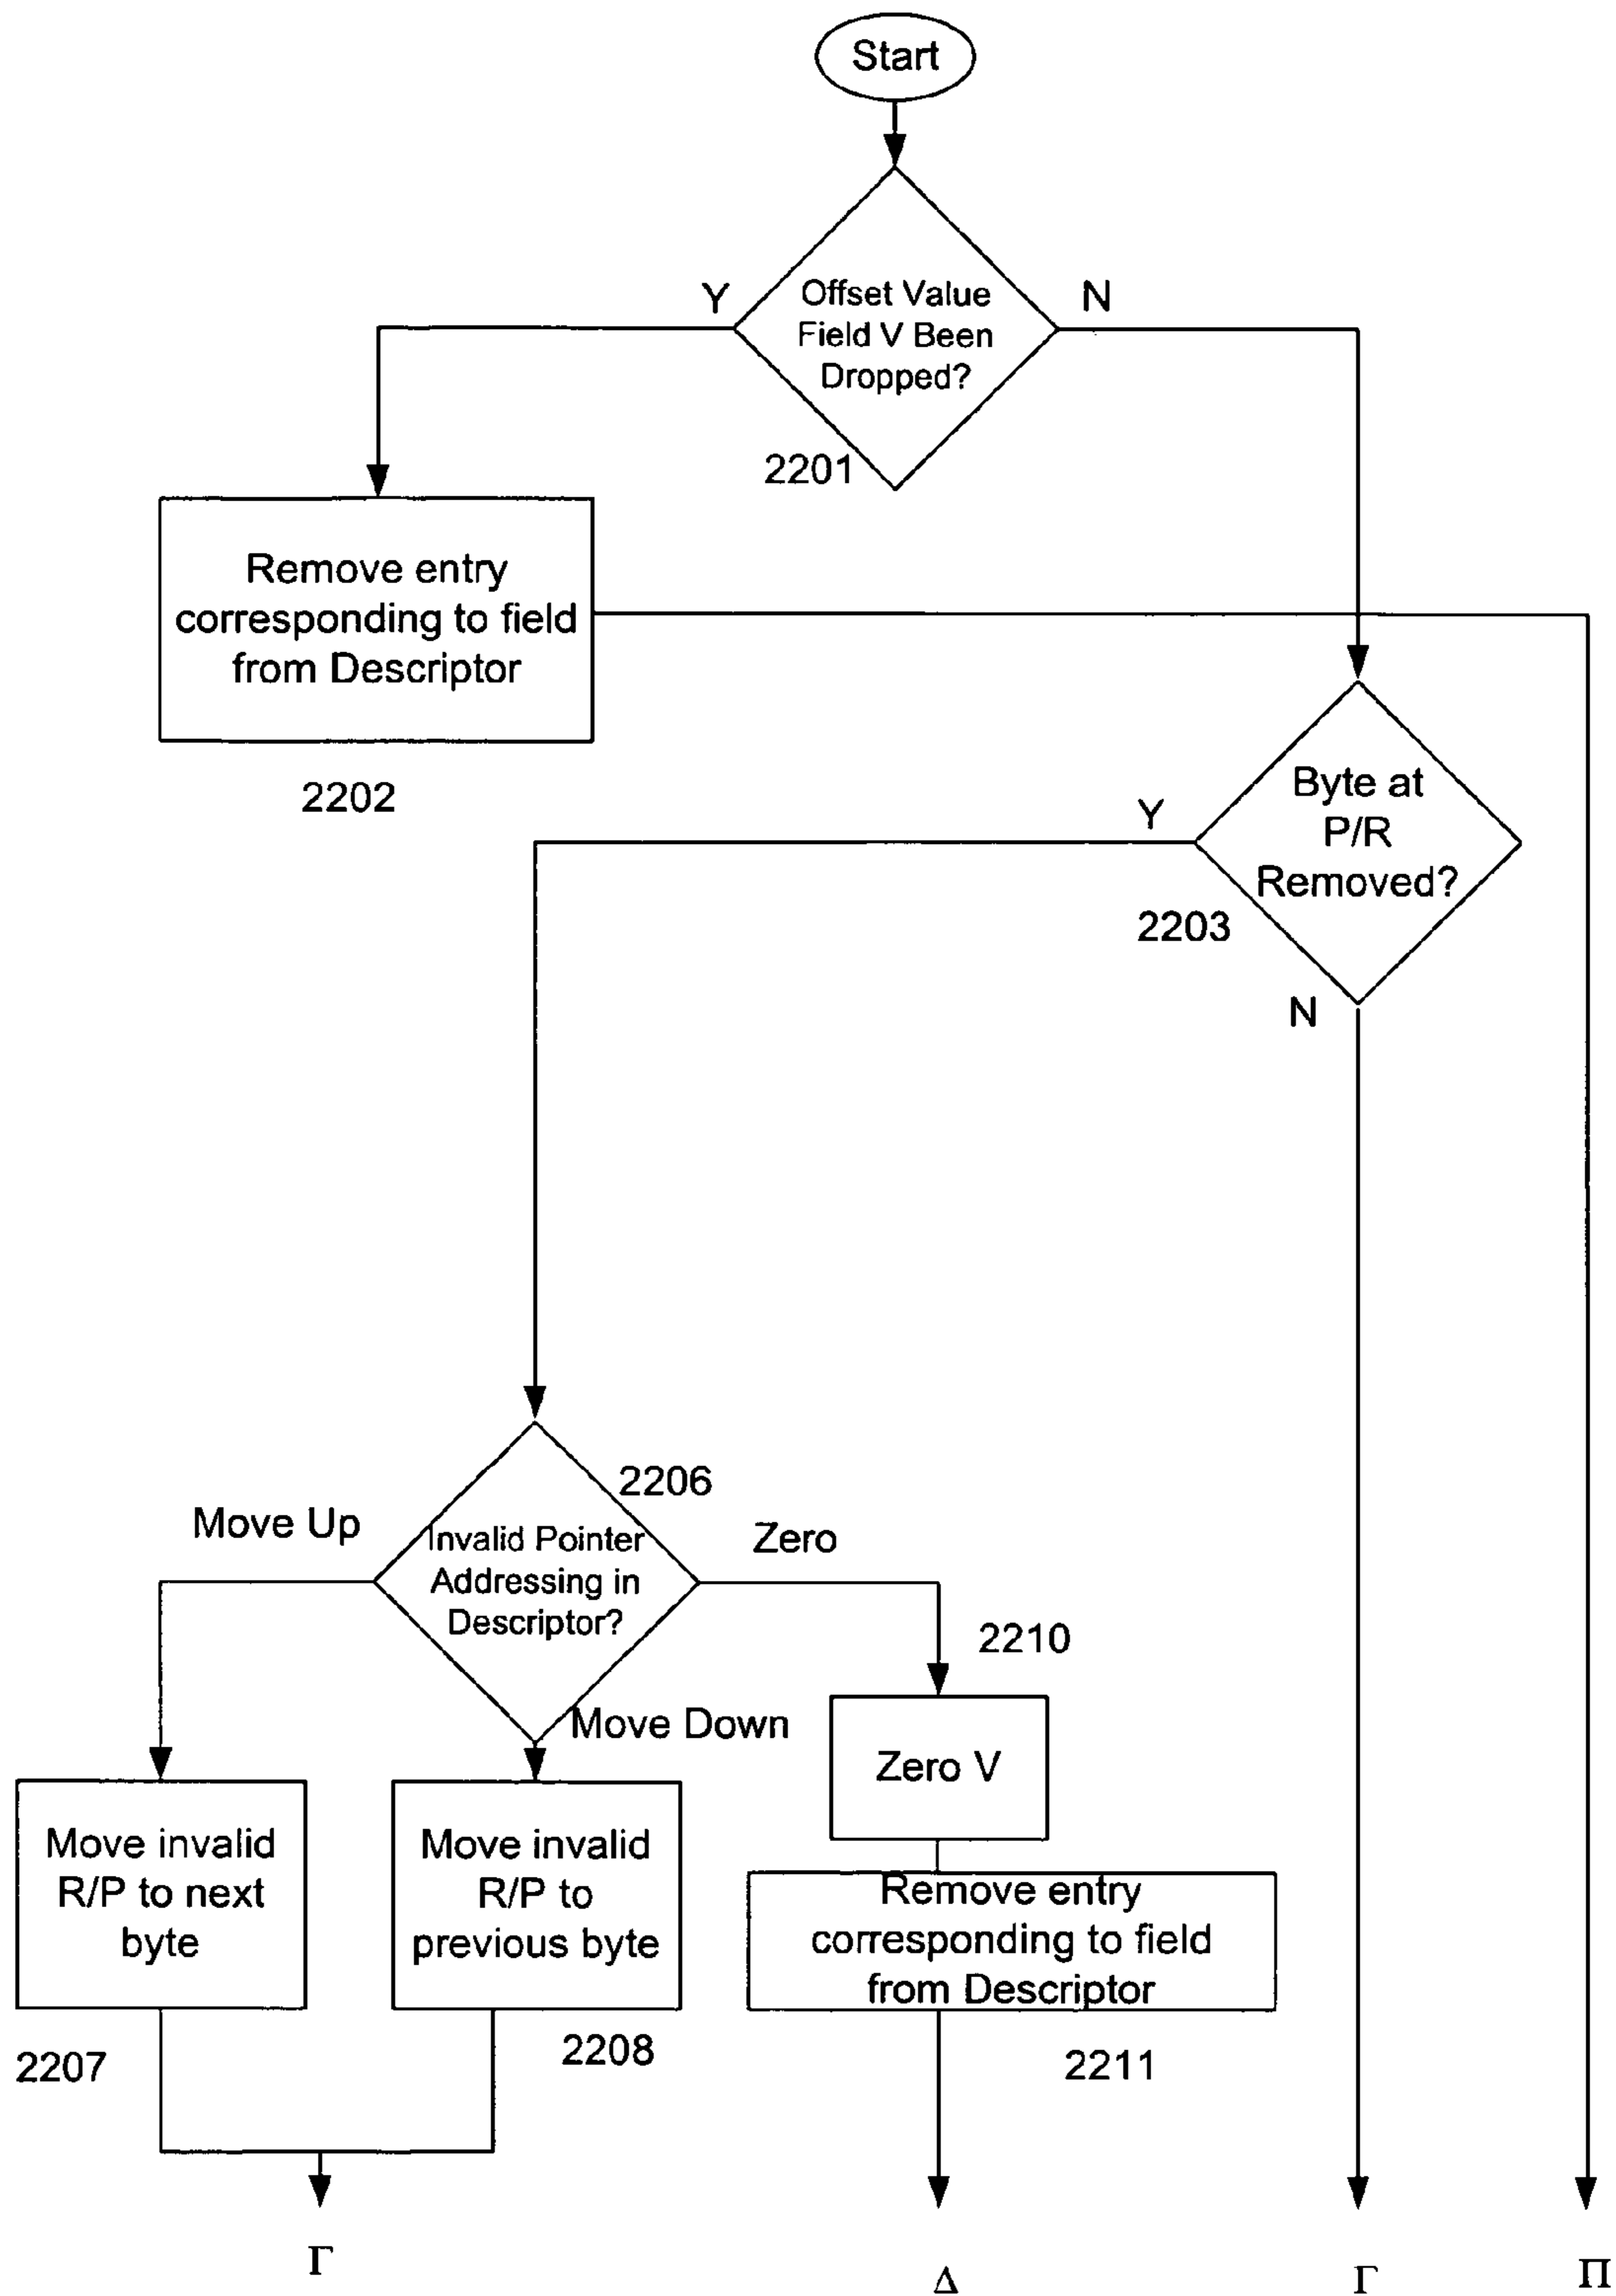 Start
Y
Offset Value
Field V Been
Dropped?
N
2201
Remove entry
corresponding to field
from Descriptor
2202
Byte at
P/R
Removed?
Y
2203
N
2206
Move Up
Invalid Pointer
Addressing in
Descriptor?
Zero
2210
Move Down
Zero V
Move invalid
R/P to next
byte
Move invalid
R/P to
previous byte
Remove entry
corresponding to field
from Descriptor
2207
2208
2211
Γ
Δ
Γ
Π